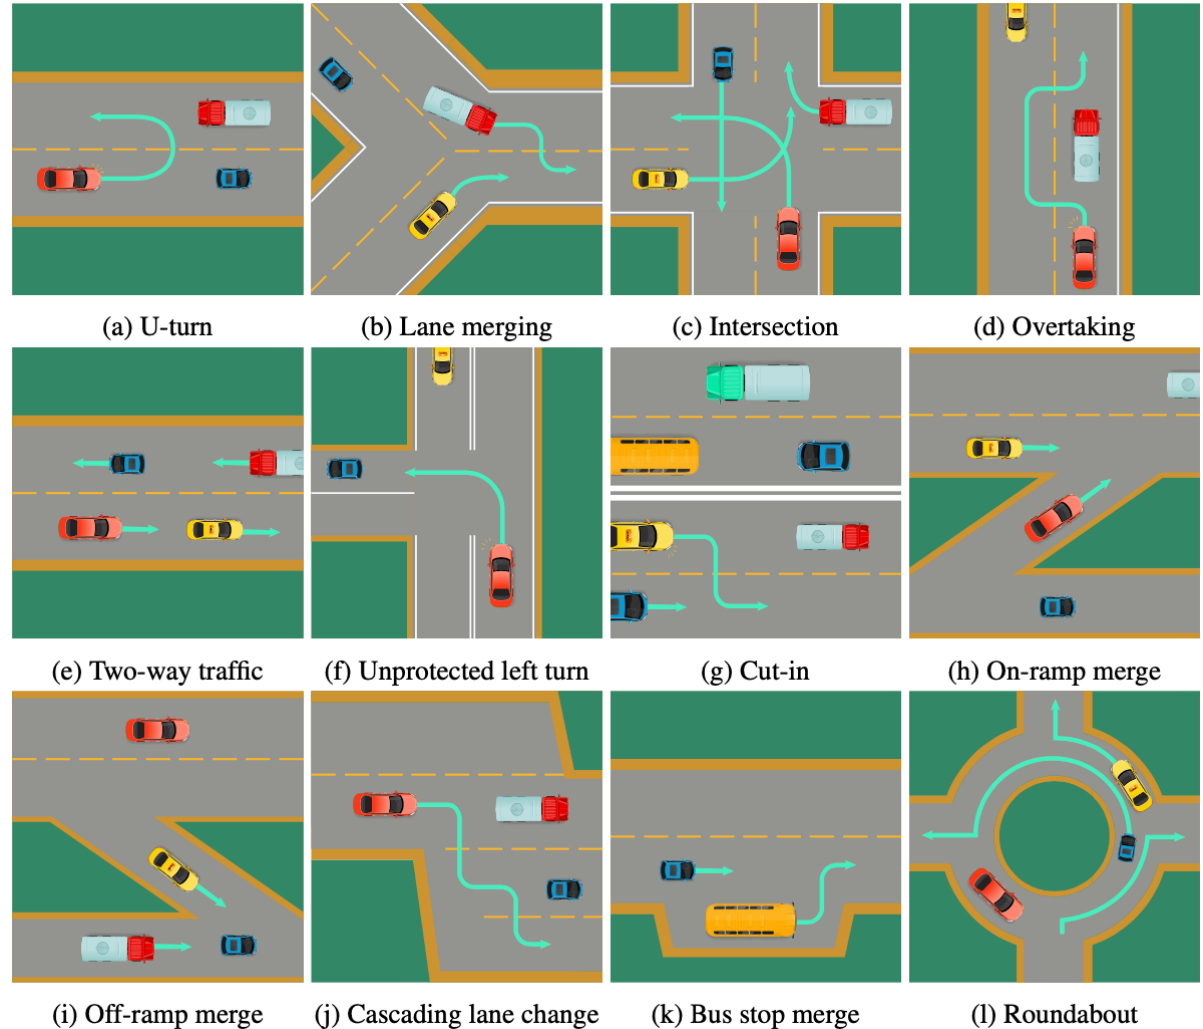 (a) U-turn
(b) Lane merging
(c) Intersection
(d) Overtaking
(e) Two-way traffic
(f) Unprotected left turn
(g) Cut-in
(h) On-ramp merge
(i) Off-ramp merge
(j) Cascading lane change
(k) Bus stop merge
(l) Roundabout